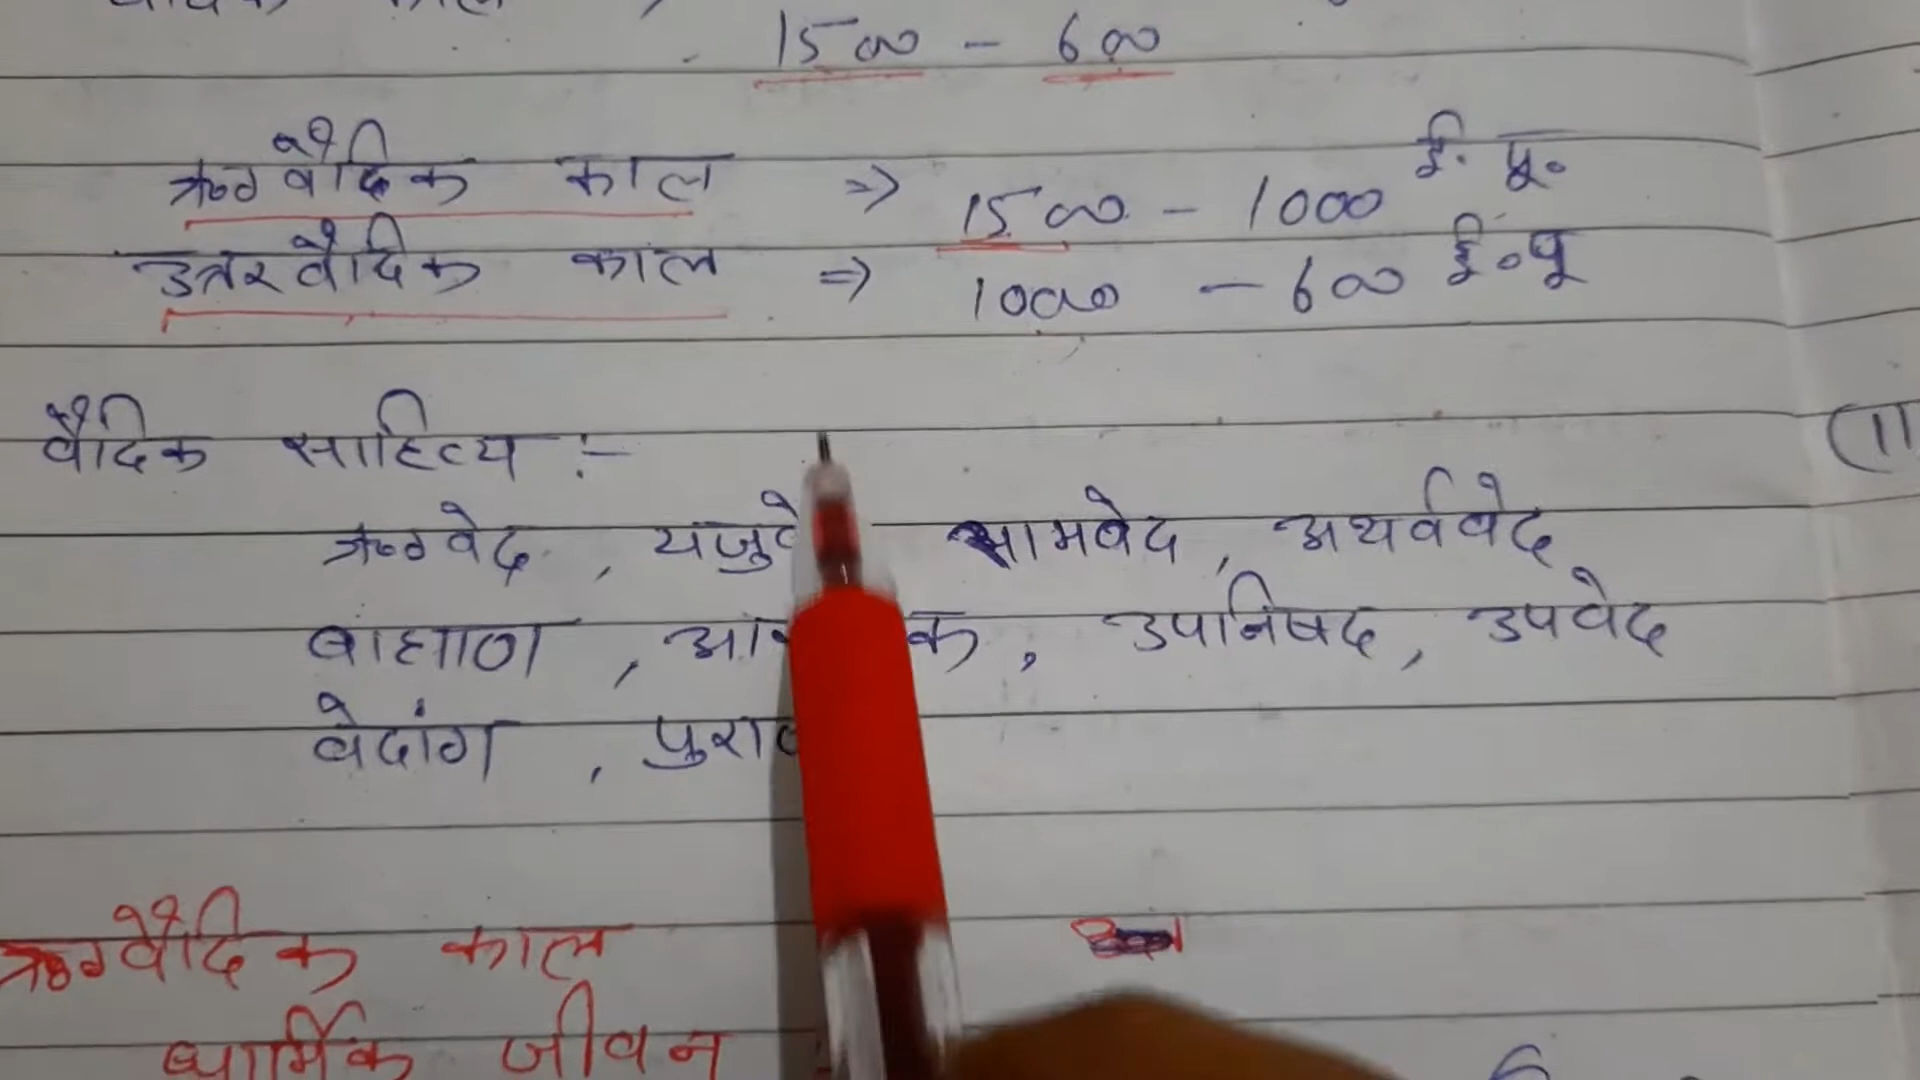 1500 - 600
ऋग्वैदिक काल ⇒ 1500 - 1000 ई. पू.
उत्तरवैदिक काल ⇒ 1000 - 600 ई.पू
वैदिक साहित्य :-
ऋग्वेद, सामवेद, अथर्ववेद
ब्राह्मण, उपनिषद, उपवेद
वेदांग,
ऋग्वैदिक काल
धार्मिक जीवन